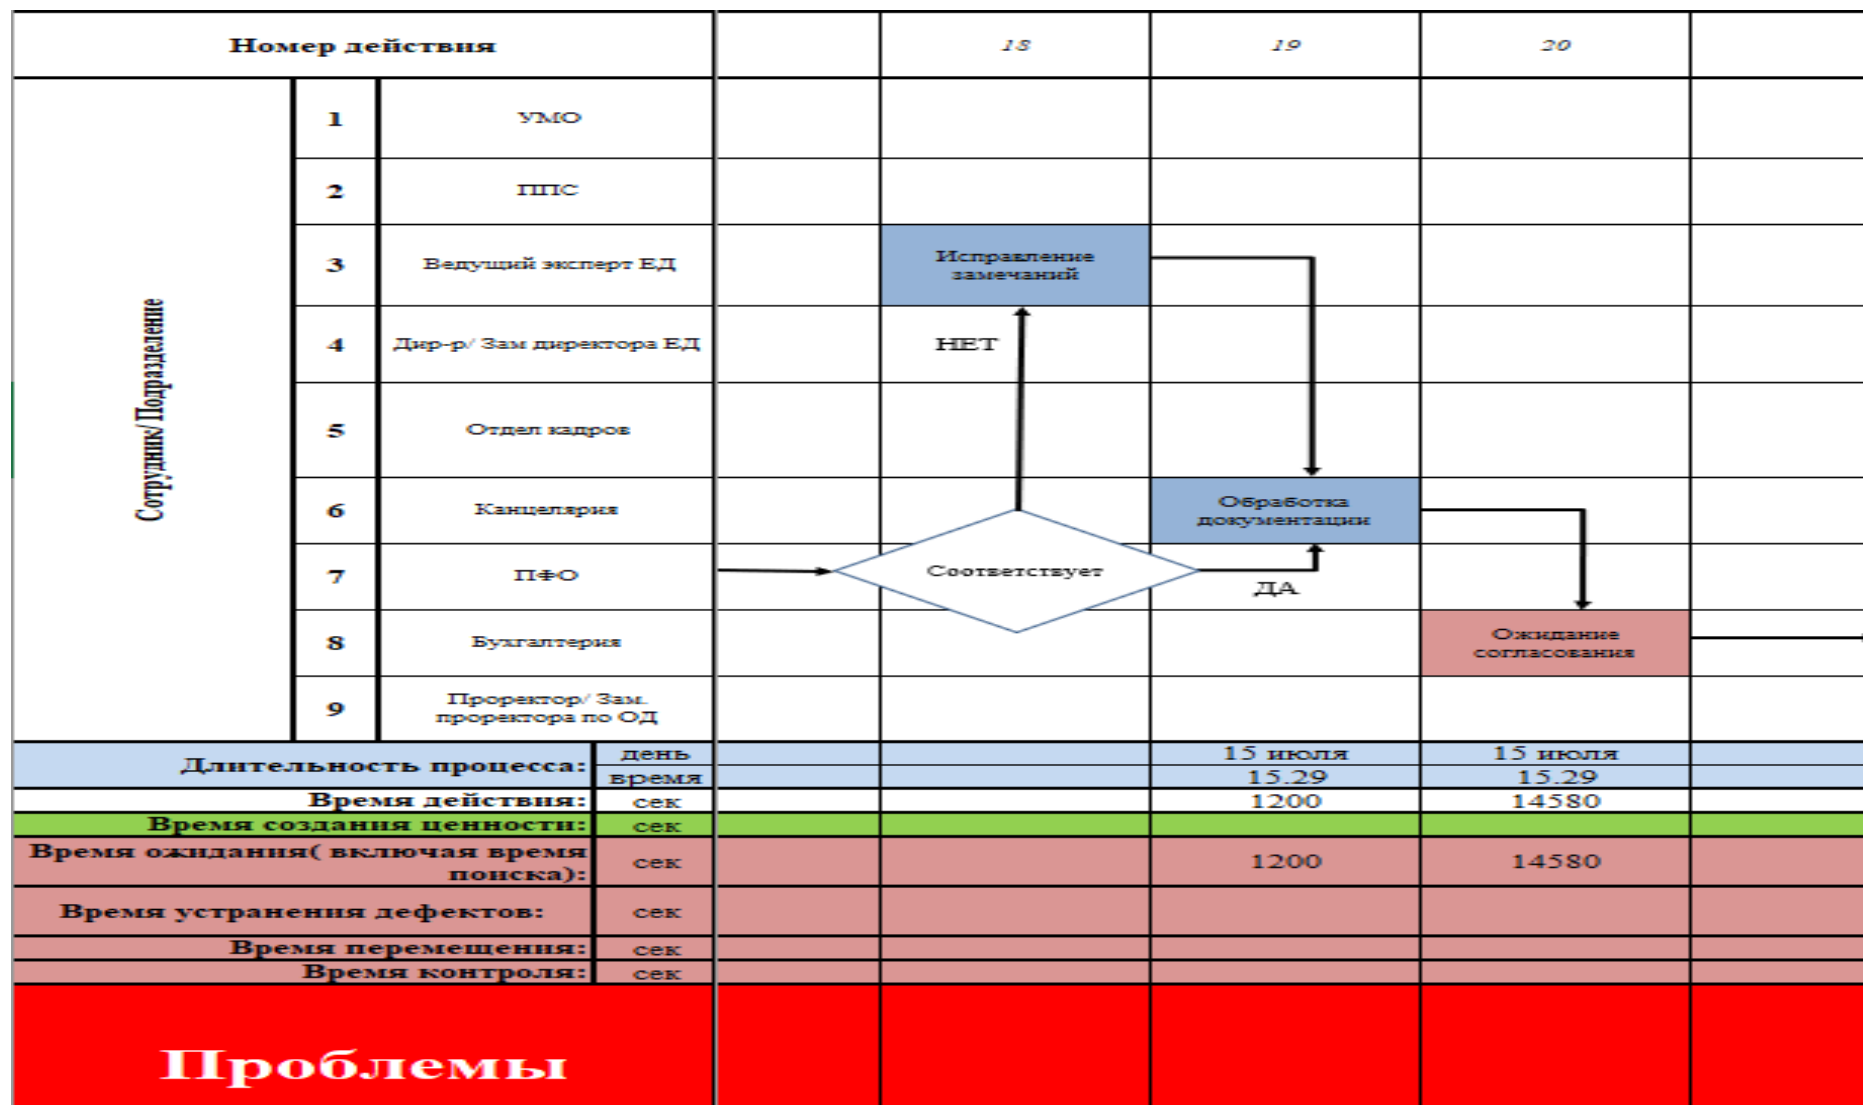 Номер действия
18
19
20
Сотрудник/Подразделение
1
УМО
2
ППС
3
Ведущий эксперт ЕД
Исправление
замечаний
4
Дир-р/ Зам директора ЕД
НЕТ
5
Отдел кадров
6
Канцелярия
Обработка
документации
7
ПФО
Соответствует
ДА
8
Бухгалтерия
Ожидание
согласования
9
Проректор/ Зам.
проректора по ОД
Длительность процесса:
день
15 июля
15 июля
время
15.29
15.29
Время действия:
сек
1200
14580
Время создания ценности:
сек
Время ожидания( включая время
поиска):
сек
1200
14580
Время устранения дефектов:
сек
Время перемещения:
сек
Время контроля:
сек
Проблемы